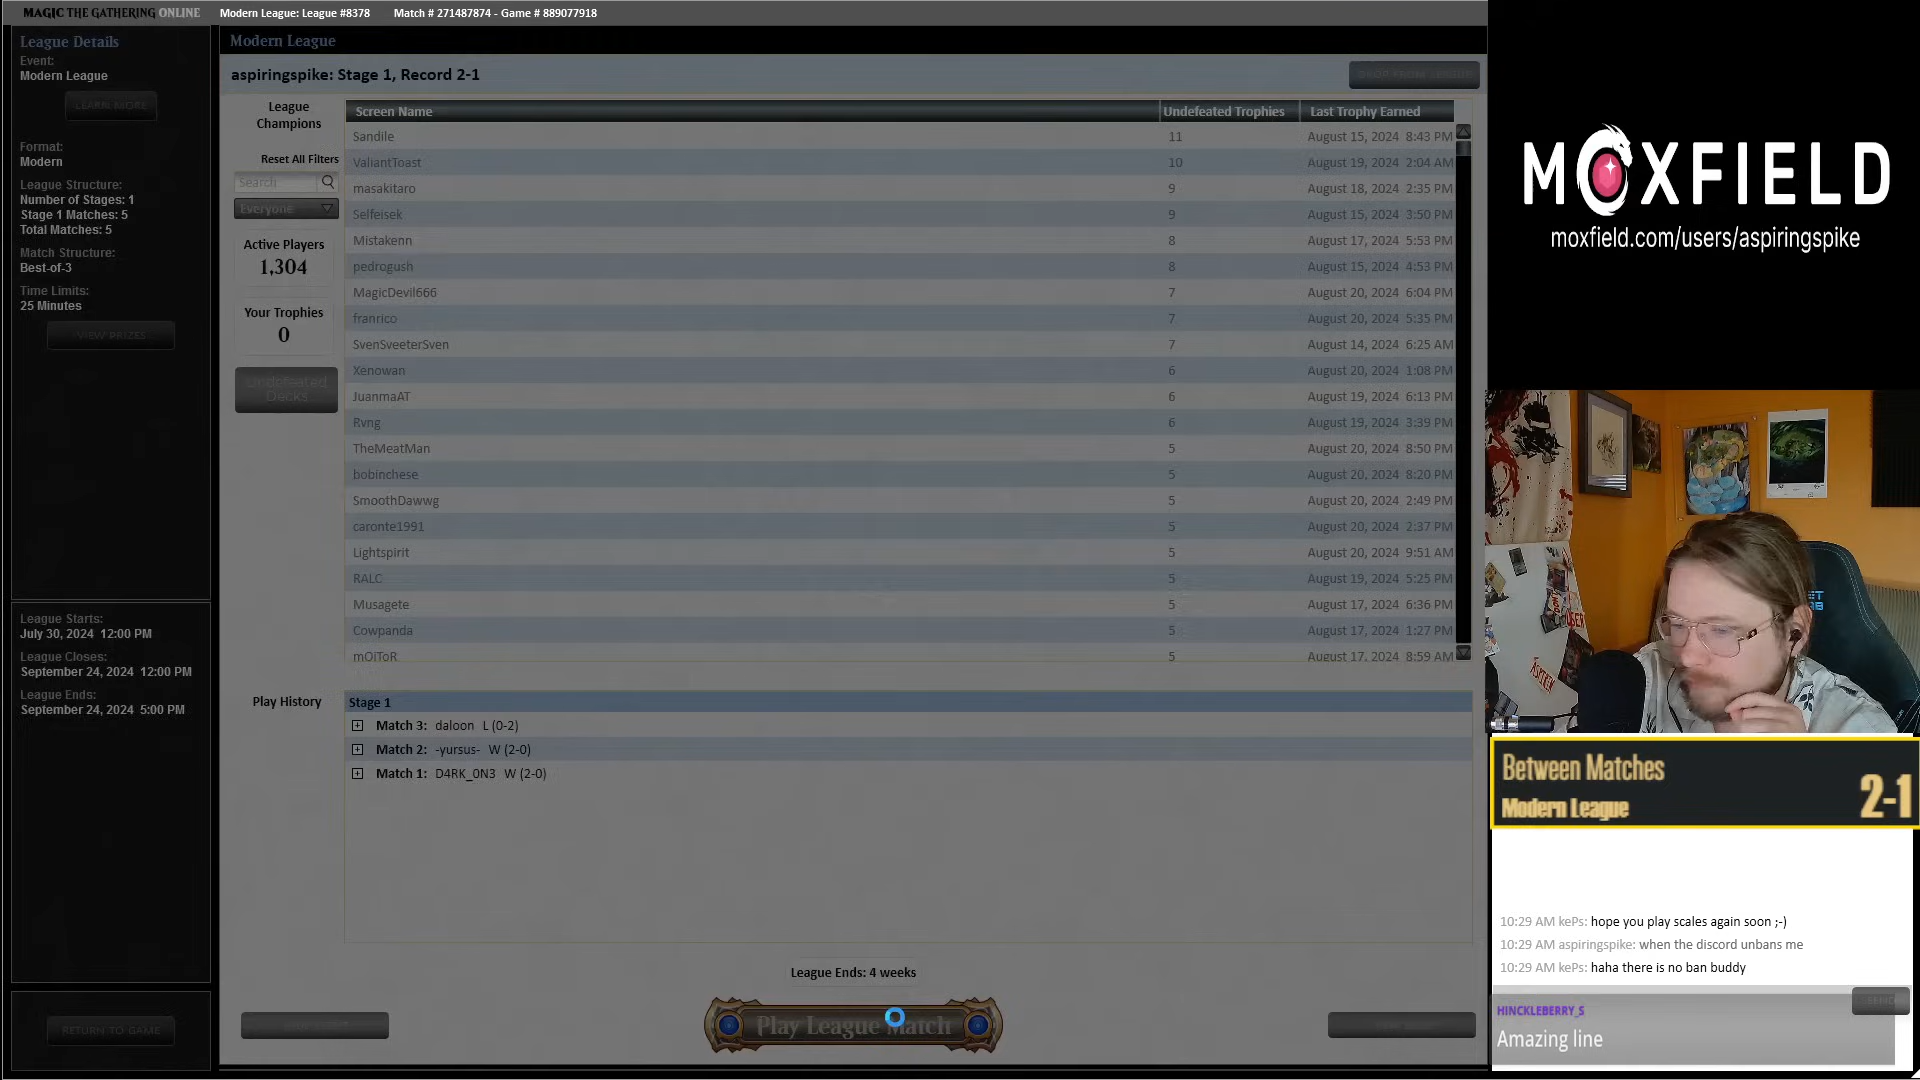 MAGIC THE GATHERING ONLINE
Modern League: League #8378
Match # 271487874 - Game # 889077918
League Details
Event:
Modern League
LEARN MORE
Format:
Modern
League Structure:
Number of Stages: 1
Stage 1 Matches: 5
Total Matches: 5
Match Structure:
Best-of-3
Time Limits:
25 Minutes
VIEW PRIZES
League Starts:
July 30, 2024 12:00 PM
League Closes:
September 24, 2024 12:00 PM
League Ends:
September 24, 2024 5:00 PM
RETURN TO GAME
Modern League
aspiringspike: Stage 1, Record 2-1
League
Champions
Reset All Filters
Search
Everyone
Active Players
1,304
Your Trophies
0
Undefeated
Decks
Screen Name Undefeated Trophies Last Trophy Earned
Sandile 11 August 15, 2024 8:43 PM
ValiantToast 10 August 19, 2024 2:04 AM
masakitaro 9 August 18, 2024 2:35 PM
Selfeisek 9 August 15, 2024 3:50 PM
Mistakenn 8 August 17, 2024 5:53 PM
pedrogush 8 August 15, 2024 4:53 PM
MagicDevil666 7 August 20, 2024 6:04 PM
franrico 7 August 20, 2024 5:35 PM
SvenSveeterSven 7 August 14, 2024 6:25 AM
Xenowan 6 August 20, 2024 1:08 PM
JuanmaAT 6 August 19, 2024 6:13 PM
Rvng 6 August 19, 2024 3:39 PM
TheMeatMan 5 August 20, 2024 8:50 PM
bobinchese 5 August 20, 2024 8:20 PM
SmoothDawwg 5 August 20, 2024 2:49 PM
caronte1991 5 August 20, 2024 2:37 PM
Lightspirit 5 August 20, 2024 9:51 AM
RALC 5 August 19, 2024 5:25 PM
Musagete 5 August 17, 2024 6:36 PM
Cowpanda 5 August 17, 2024 1:27 PM
mOiToR 5 August 17, 2024 8:59 AM
Play History
Stage 1
Match 3: daloon L (0-2)
Match 2: -yursus- W (2-0)
Match 1: D4RK_0N3 W (2-0)
League Ends: 4 weeks
Play League Match
MOXFIELD
moxfield.com/users/aspiringspike
Between Matches
Modern League
2-1
10:29 AM kePs: hope you play scales again soon ;-)
10:29 AM aspiringspike: when the discord unbans me
10:29 AM kePs: haha there is no ban buddy
SEND
HINCKLEBERRY_S
Amazing line